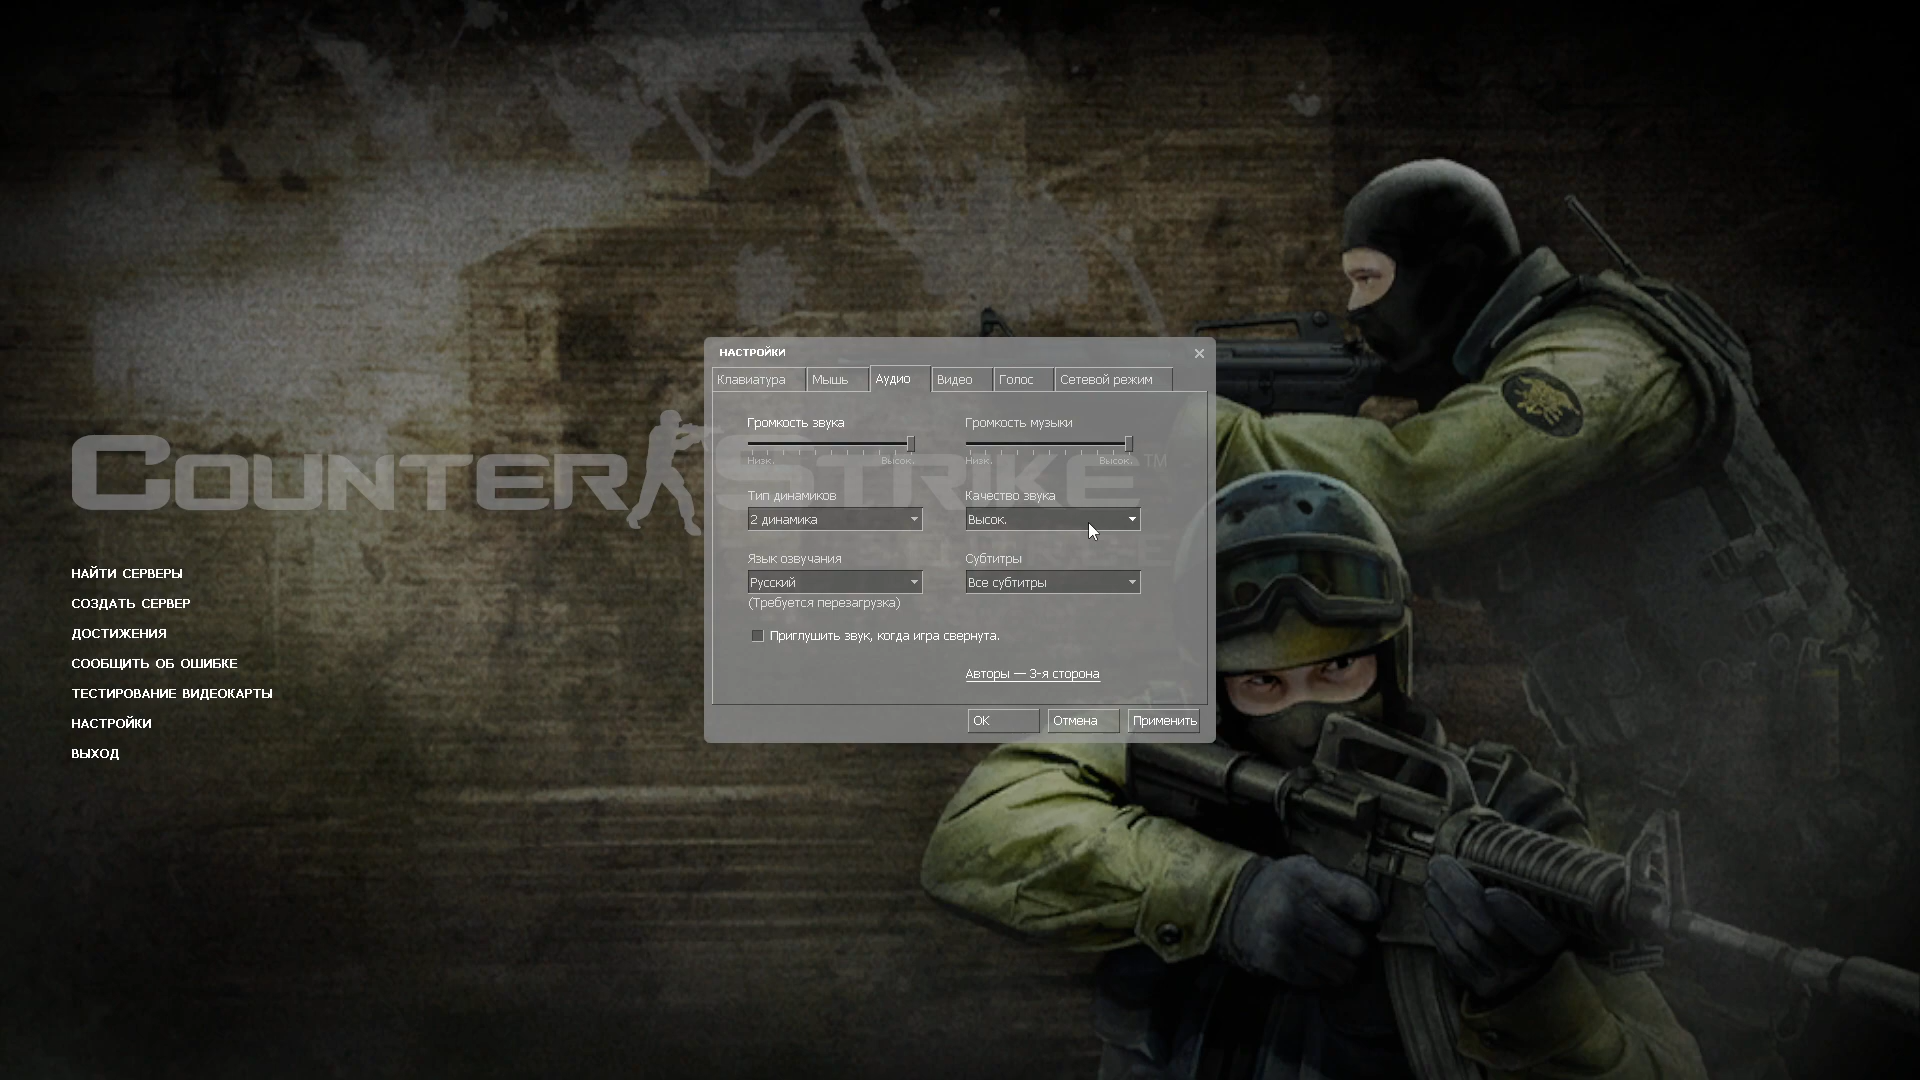 НАСТРОЙКИ
Клавиатура Мышь Аудио Видео Голос Сетевой режим
Громкость звука Громкость музыки
Низк. Высок. Низк. Высок.
COUNTER STRIKE™
Тип динамиков Качество звука
2 динамика Высок.
SOURCE
Язык озвучания Субтитры
Русский Все субтитры
(Требуется перезагрузка)
Приглушить звук, когда игра свернута.
Авторы — 3-я сторона
OK Отмена Применить
НАЙТИ СЕРВЕРЫ
СОЗДАТЬ СЕРВЕР
ДОСТИЖЕНИЯ
СООБЩИТЬ ОБ ОШИБКЕ
ТЕСТИРОВАНИЕ ВИДЕОКАРТЫ
НАСТРОЙКИ
ВЫХОД